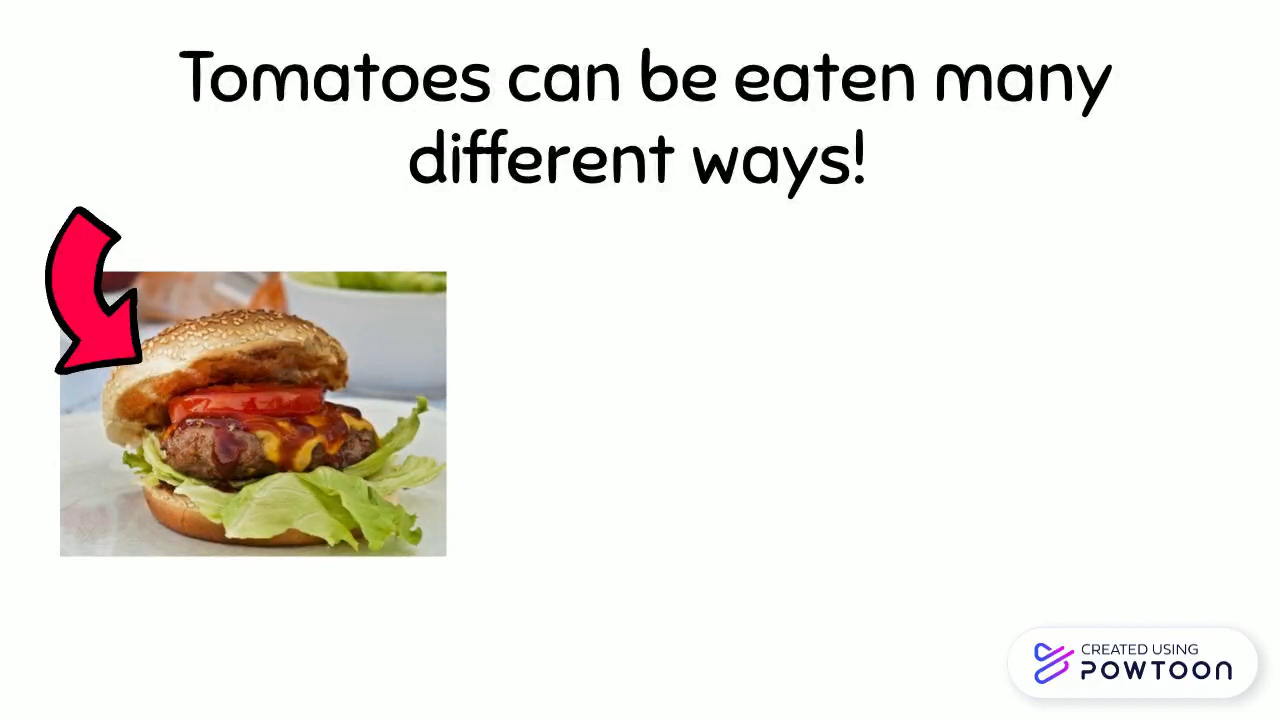 Tomatoes can be eaten many
different ways!
CREATED USING
POWTOON